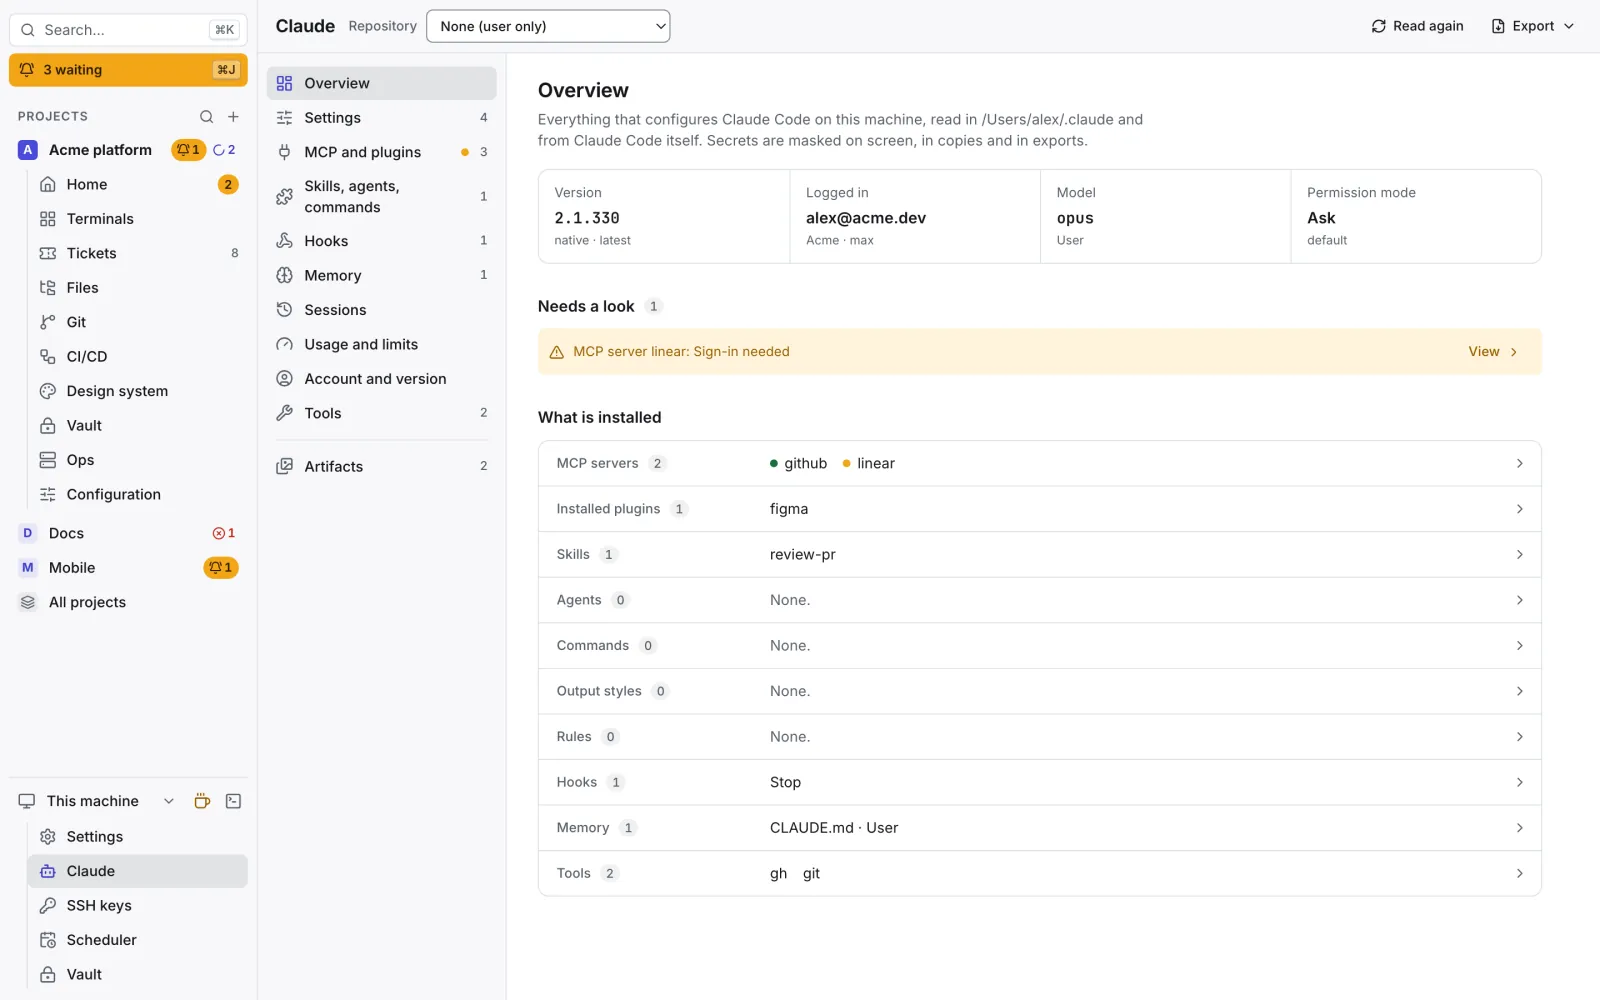 Search...
⌘K
3 waiting
⌘J
PROJECTS
A Acme platform 1 2
Home 2
Terminals
Tickets 8
Files
Git
CI/CD
Design system
Vault
Ops
Configuration
D Docs 1
M Mobile 1
All projects
This machine
Settings
Claude
SSH keys
Scheduler
Vault
Claude Repository None (user only)
Read again
Export
Overview
Settings 4
MCP and plugins 3
Skills, agents,
commands 1
Hooks 1
Memory 1
Sessions
Usage and limits
Account and version
Tools 2
Artifacts 2
Overview
Everything that configures Claude Code on this machine, read in /Users/alex/.claude and
from Claude Code itself. Secrets are masked on screen, in copies and in exports.
Version
2.1.330
native · latest
Logged in
alex@acme.dev
Acme · max
Model
opus
User
Permission mode
Ask
default
Needs a look 1
MCP server linear: Sign-in needed
View
What is installed
MCP servers 2 github linear
Installed plugins 1 figma
Skills 1 review-pr
Agents 0 None.
Commands 0 None.
Output styles 0 None.
Rules 0 None.
Hooks 1 Stop
Memory 1 CLAUDE.md · User
Tools 2 gh git